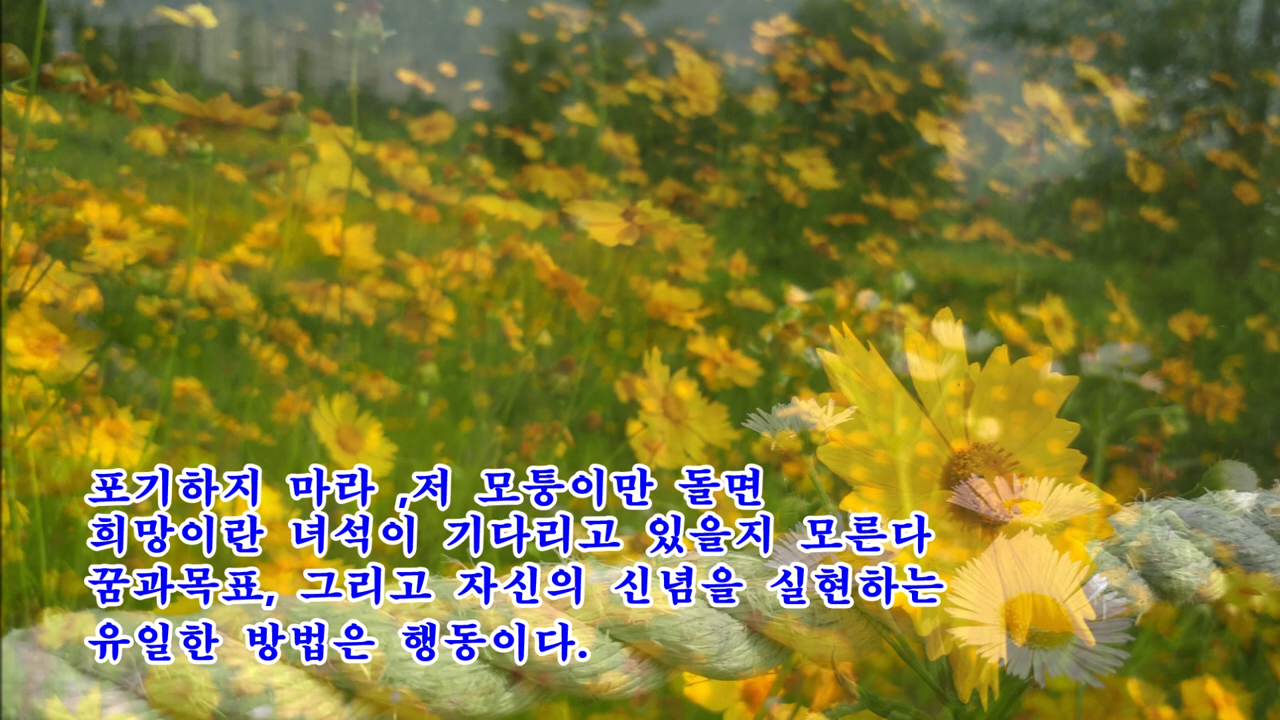 포기하지 마라 ,저 모퉁이만 돌면
희망이란 녀석이 기다리고 있을지 모른다
꿈과목표, 그리고 자신의 신념을 실현하는
유일한 방법은 행동이다.